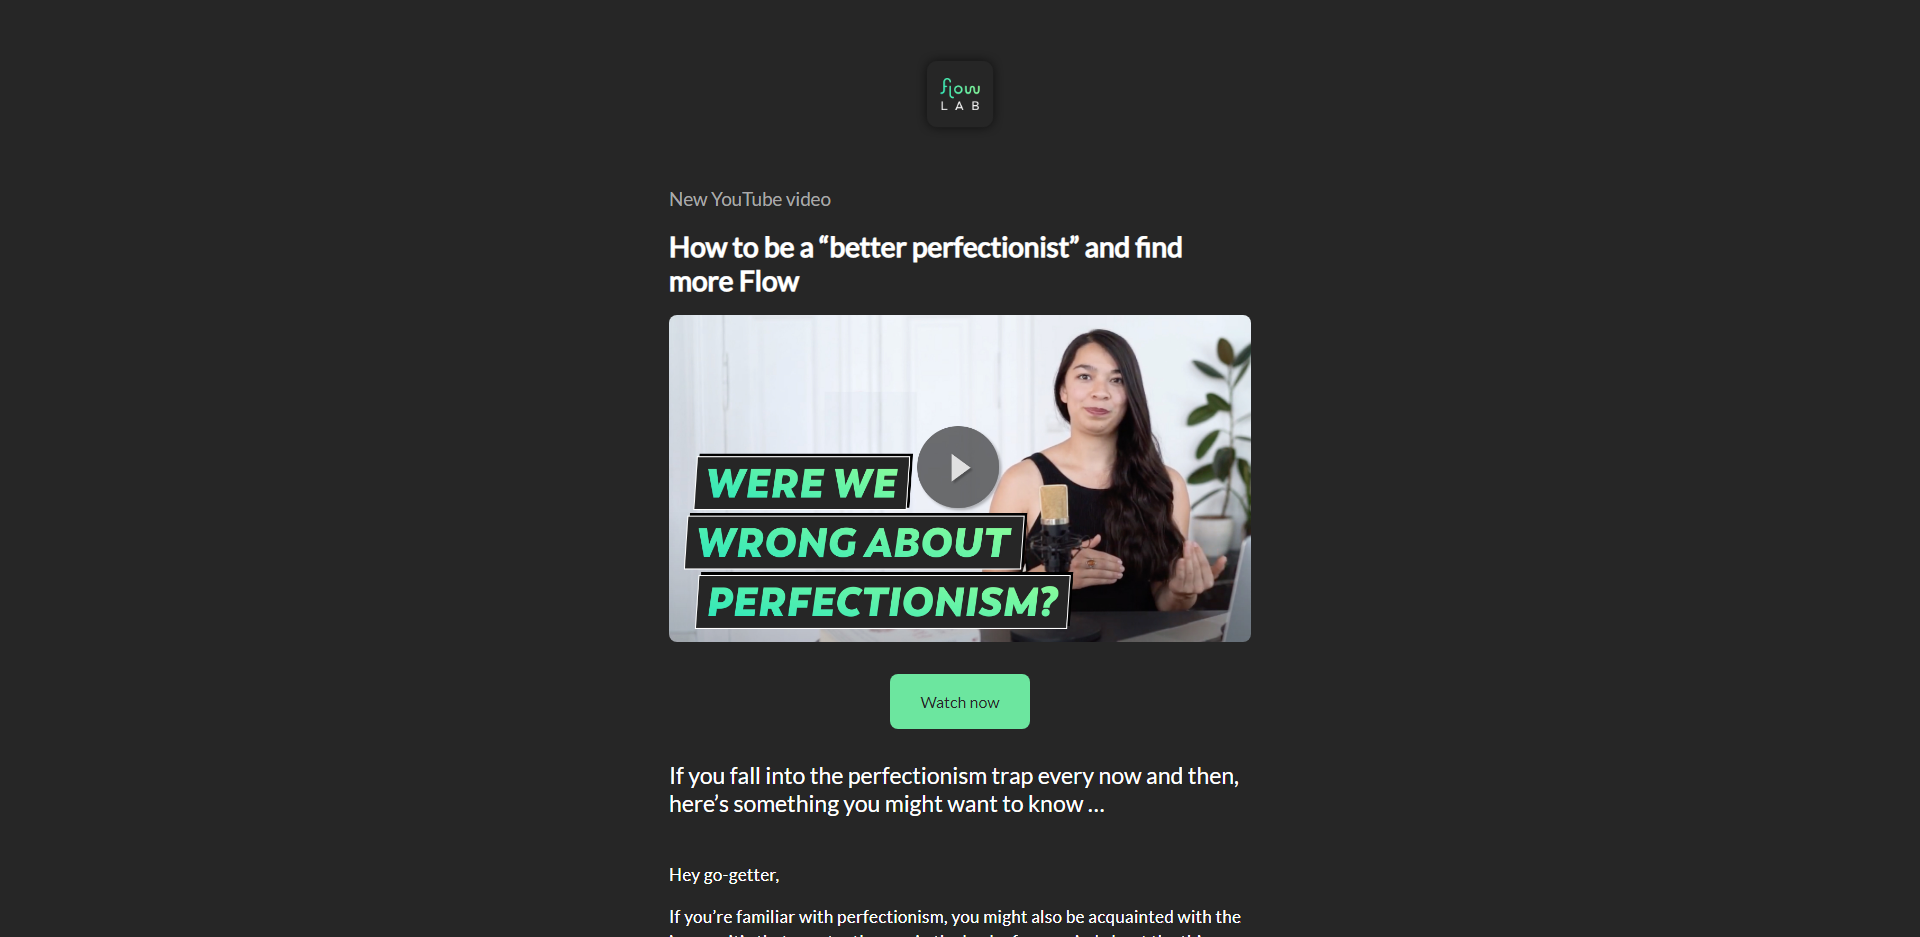 flow
LAB
New YouTube video
How to be a “better perfectionist” and find
more Flow
WERE WE
WRONG ABOUT
PERFECTIONISM?
Watch now
If you fall into the perfectionism trap every now and then,
here’s something you might want to know ...
Hey go-getter,
If you’re familiar with perfectionism, you might also be acquainted with the